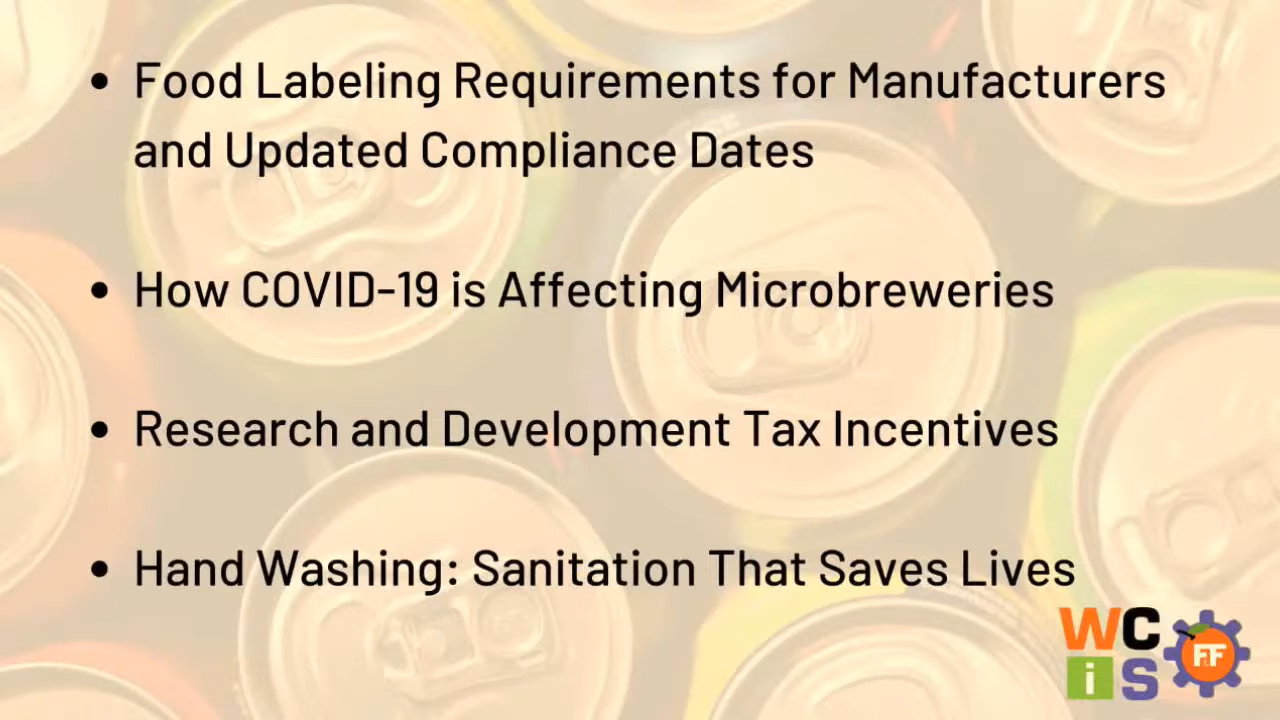 • Food Labeling Requirements for Manufacturers
and Updated Compliance Dates
• How COVID-19 is Affecting Microbreweries
• Research and Development Tax Incentives
• Hand Washing: Sanitation That Saves Lives
WC
iS
F&F